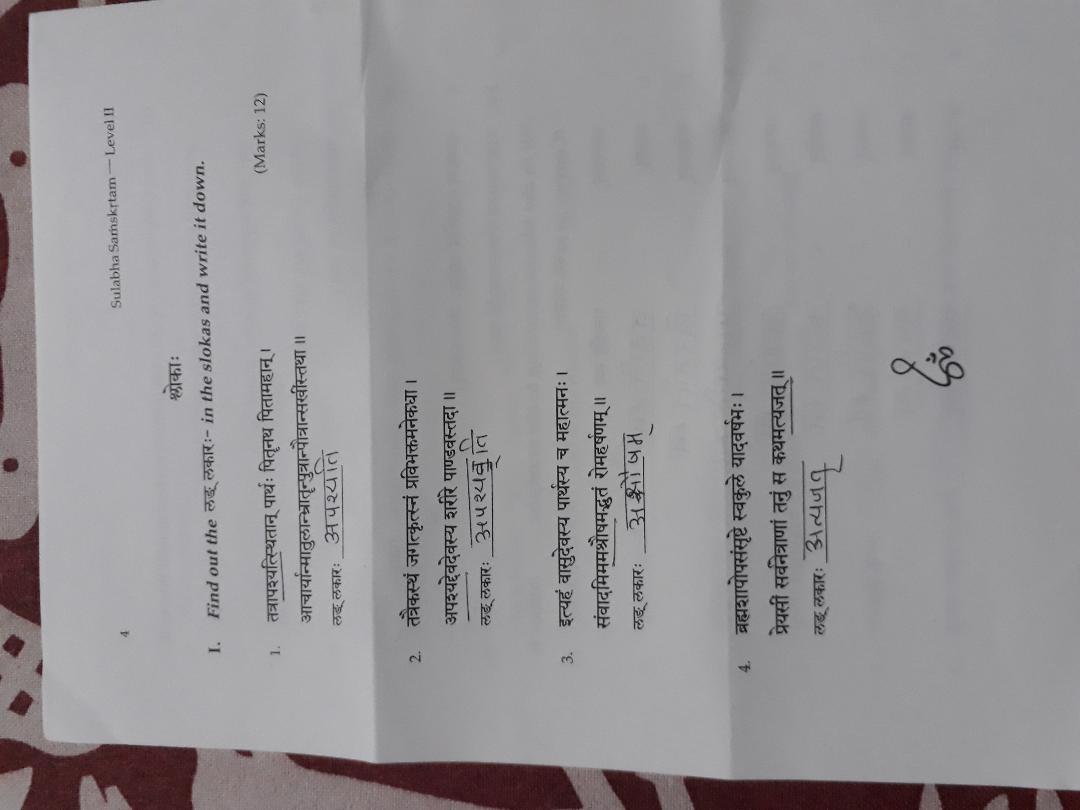 4
Sulabha Saṁskṛtam — Level II
श्लोकाः
I. Find out the लङ् लकारः- in the slokas and write it down.
(Marks: 12)
1. तत्रापश्यत्स्थितान् पार्थः पितृनथ पितामहान्।
आचार्यान्मातुलान्भ्रातॄन्पुत्रान्पौत्रान्सखींस्तथा॥
लङ् लकारः अपश्यति
2. तत्रैकस्थं जगत्कृत्स्नं प्रविभक्तमनेकधा।
अपश्यद्देवदेवस्य शरीरे पाण्डवस्तदा॥
लङ् लकारः
3. इत्यहं वासुदेवस्य पार्थस्य च महात्मनः।
संवादमिममश्रौषमद्भुतं रोमहर्षणम्॥
लङ् लकारः अश्रौषम्
4. ब्रह्मशापोपसंसृष्टे स्वकुले यादवर्षभः।
प्रेयसीं सर्वनेत्राणां तनुं स कथमत्यजत्॥
लङ् लकारः अत्यजत्
ॐ